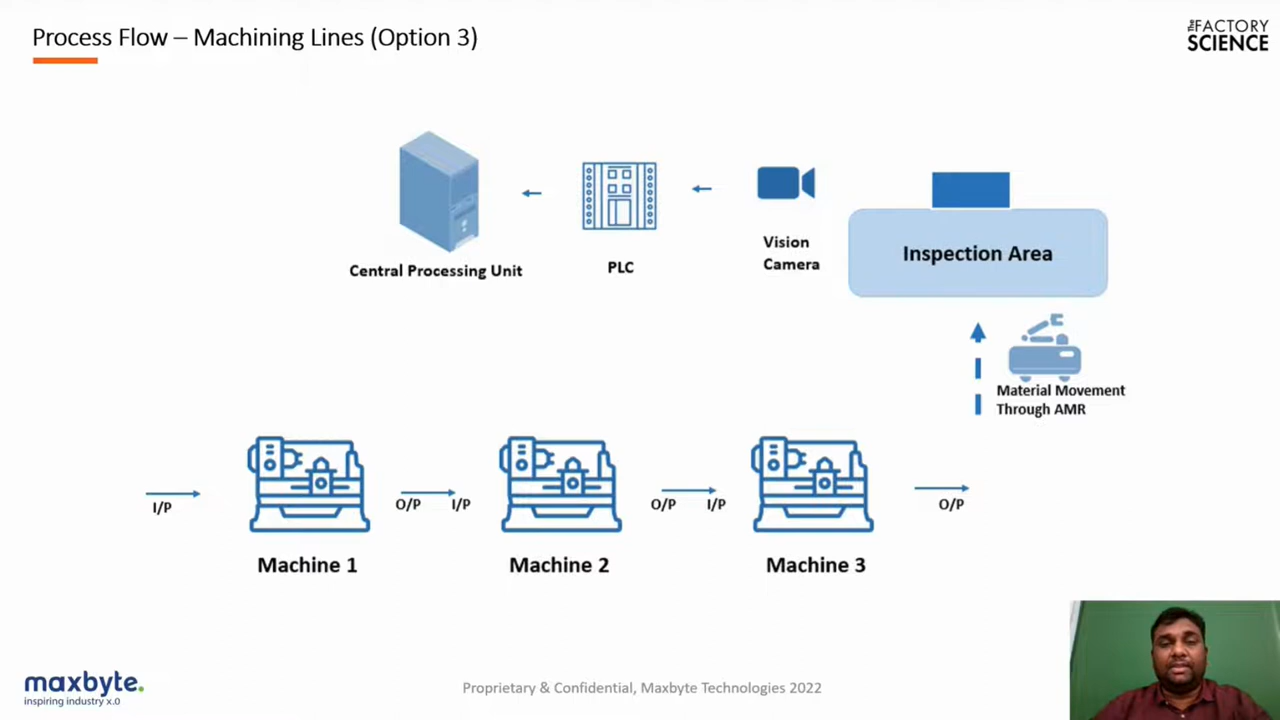 Process Flow – Machining Lines (Option 3)
the FACTORY
SCIENCE
Central Processing Unit
PLC
Vision
Camera
Inspection Area
Material Movement
Through AMR
I/P
O/P
I/P
O/P
I/P
O/P
Machine 1
Machine 2
Machine 3
maxbyte.
inspiring industry x.0
Proprietary & Confidential, Maxbyte Technologies 2022